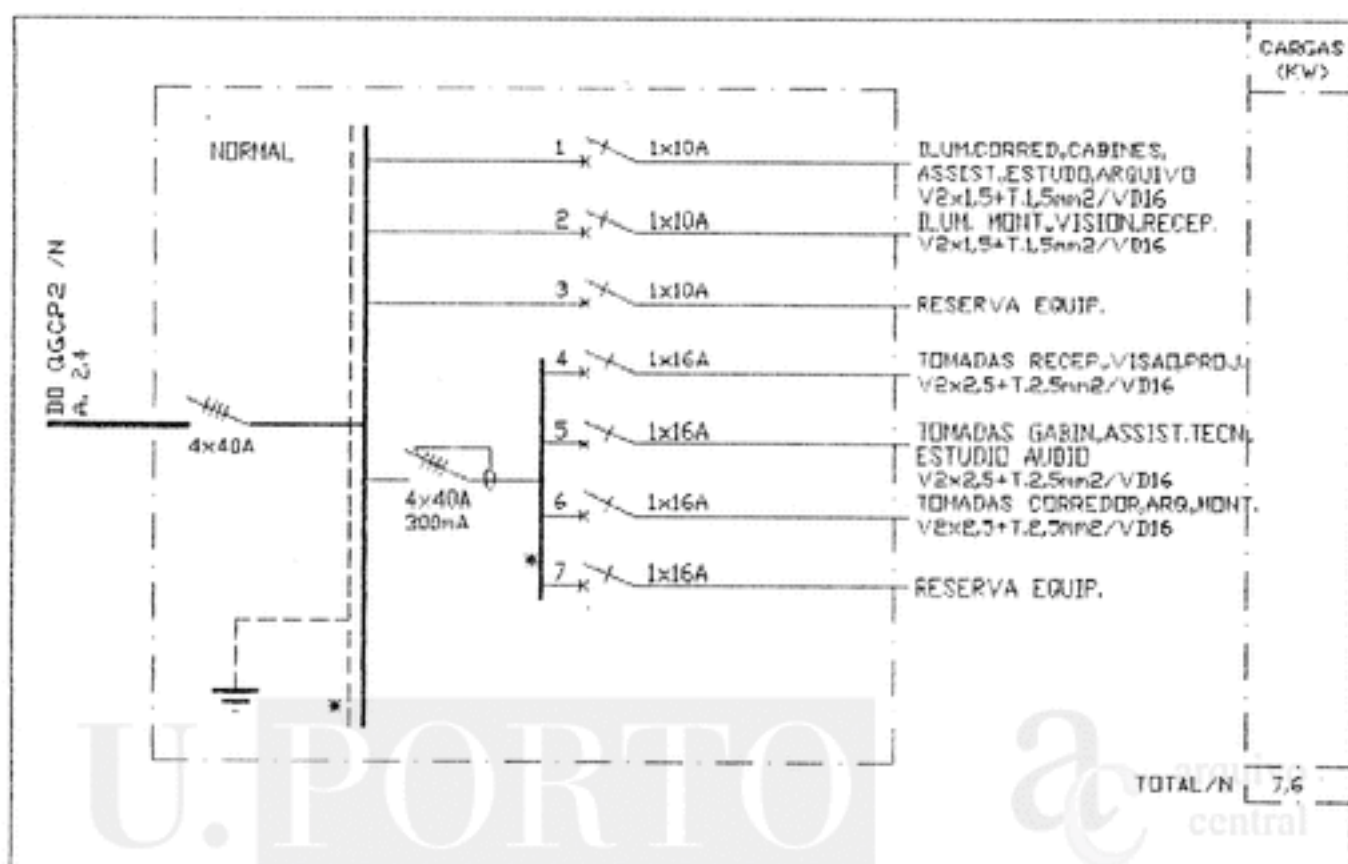 CARGAS
(KW)
NORMAL
1 1x10A ILUM.CORRED,CABINES,
ASSIST.,ESTUDO,ARQUIVO
V2x1,5+T.1,5mm2/VD16
2 1x10A ILUM. MONT.,VISION,RECEP.
V2x1,5+T.1,5mm2/VD16
3 1x10A RESERVA EQUIP.
DO QGCP2 /N
A. 2,4
4x40A
4x40A
300mA
*
4 1x16A TOMADAS RECEP.,VISAO,PROJ.
V2x2,5+T.2,5mm2/VD16
5 1x16A TOMADAS GABIN.,ASSIST.TECN.
ESTUDIO AUDIO
V2x2,5+T.2,5mm2/VD16
6 1x16A TOMADAS CORREDOR,ARQ,MONT.
V2x2,5+T.2,5mm2/VD16
7 1x16A RESERVA EQUIP.
*
TOTAL/N 7,6
U. PORTO
ac arquivo
central